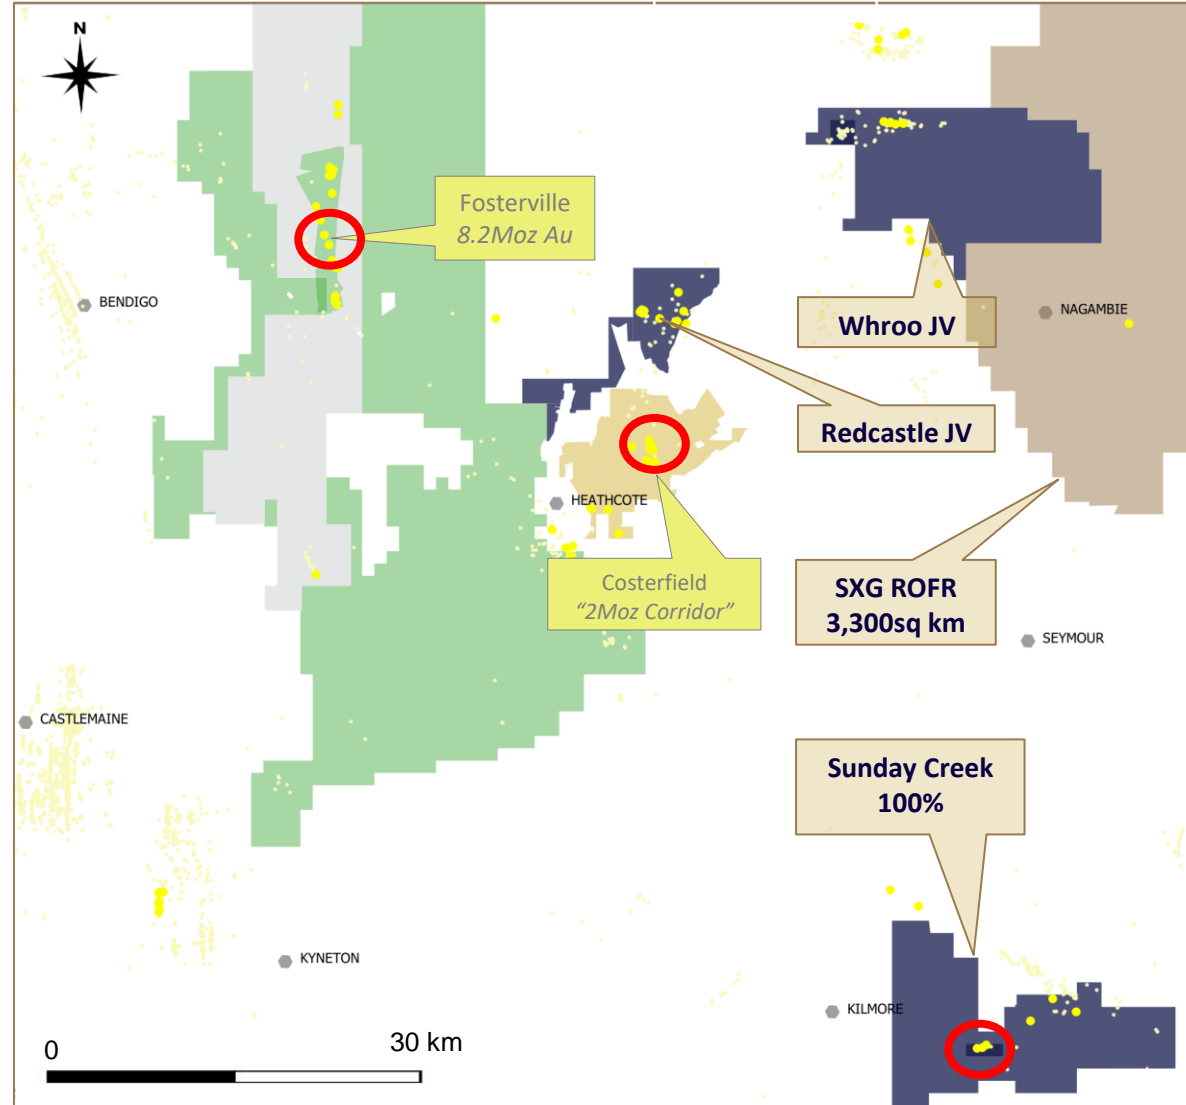 N
Fosterville
8.2Moz Au
BENDIGO
NAGAMBIE
Whroo JV
Redcastle JV
HEATHCOTE
Costerfield
“2Moz Corridor”
SXG ROFR
3,300sq km
SEYMOUR
CASTLEMAINE
Sunday Creek
100%
KYNETON
KILMORE
0
30 km